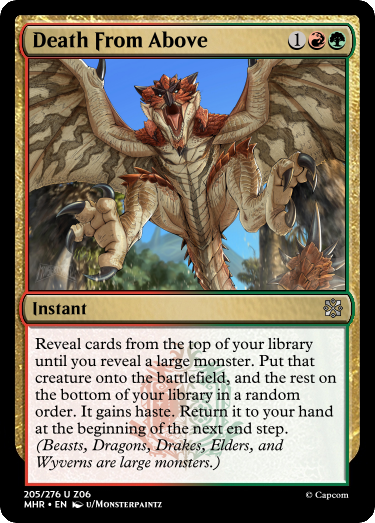 Death From Above
1
Instant
Reveal cards from the top of your library
until you reveal a large monster. Put that
creature onto the battlefield, and the rest on
the bottom of your library in a random
order. It gains haste. Return it to your hand
at the beginning of the next end step.
(Beasts, Dragons, Drakes, Elders, and
Wyverns are large monsters.)
205/276 U Z06
MHR • EN u/Monsterpaintz
© Capcom